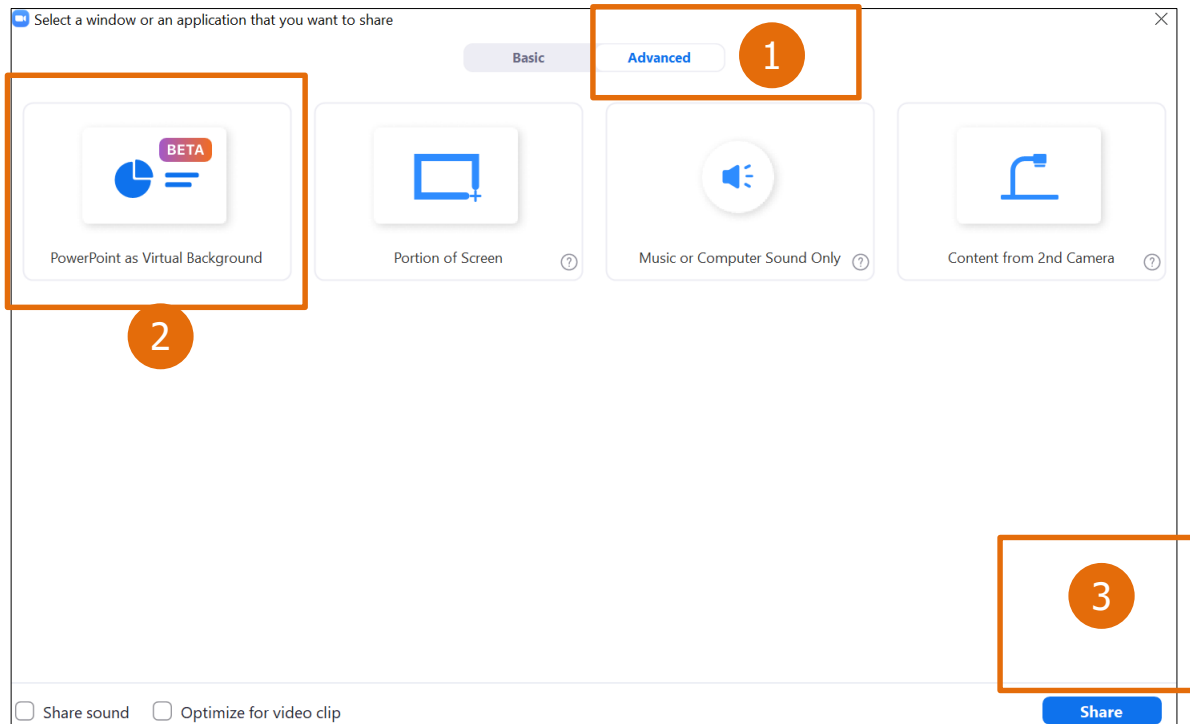 Select a window or an application that you want to share
Basic
Advanced
1
BETA
PowerPoint as Virtual Background
Portion of Screen
?
Music or Computer Sound Only
?
Content from 2nd Camera
?
2
3
Share sound
Optimize for video clip
Share